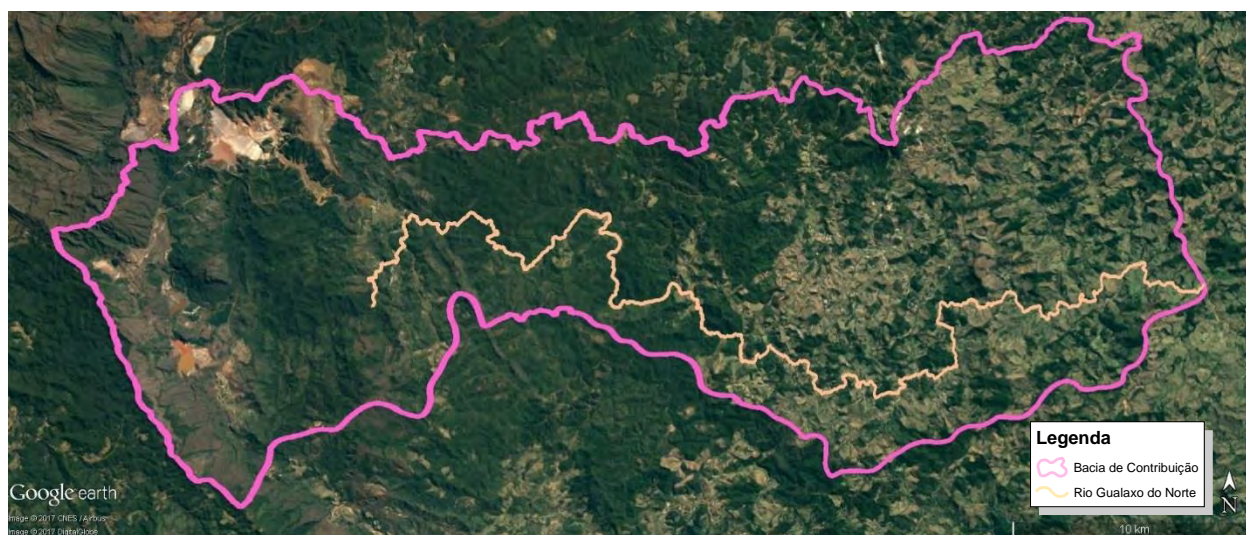 Legenda
Bacia de Contribuição
Rio Gualaxo do Norte
Google earth
Image © 2017 CNES / Airbus
Image © 2017 DigitalGlobe
N
10 km